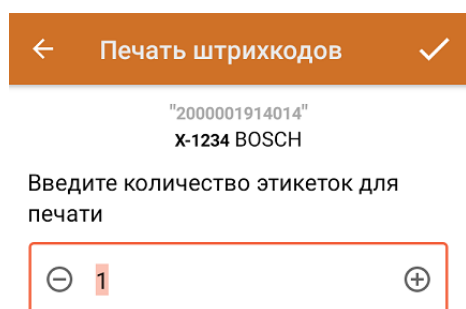 Печать штрихкодов
"2000001914014"
X-1234 BOSCH
Введите количество этикеток для
печати
1